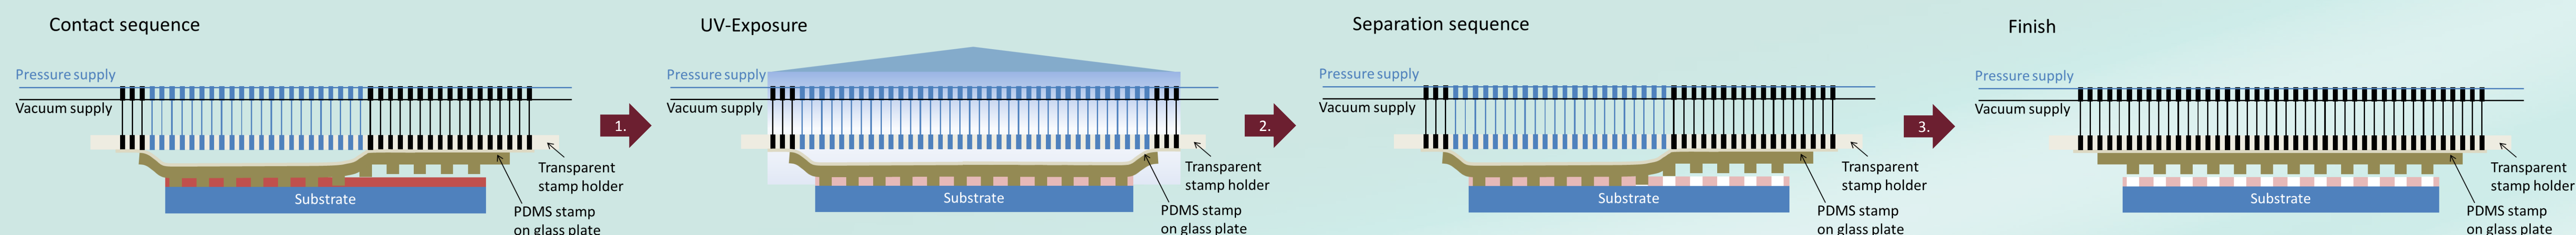 Contact sequence
Pressure supply
Vacuum supply
Transparent
stamp holder
PDMS stamp
on glass plate
Substrate
1.
UV-Exposure
Pressure supply
Vacuum supply
Transparent
stamp holder
PDMS stamp
on glass plate
Substrate
2.
Separation sequence
Pressure supply
Vacuum supply
Transparent
stamp holder
PDMS stamp
on glass plate
Substrate
3.
Finish
Pressure supply
Vacuum supply
Transparent
stamp holder
PDMS stamp
on glass plate
Substrate